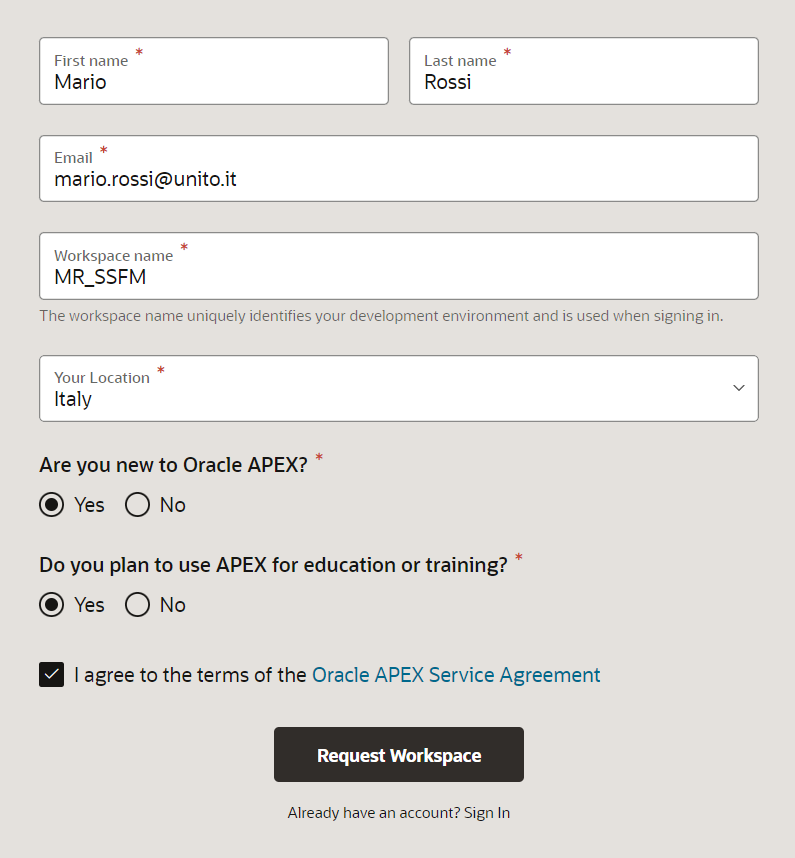 First name * Last name *
Mario Rossi
Email *
mario.rossi@unito.it
Workspace name *
MR_SSFM
The workspace name uniquely identifies your development environment and is used when signing in.
Your Location *
Italy
Are you new to Oracle APEX? *
Yes No
Do you plan to use APEX for education or training? *
Yes No
I agree to the terms of the Oracle APEX Service Agreement
Request Workspace
Already have an account? Sign In